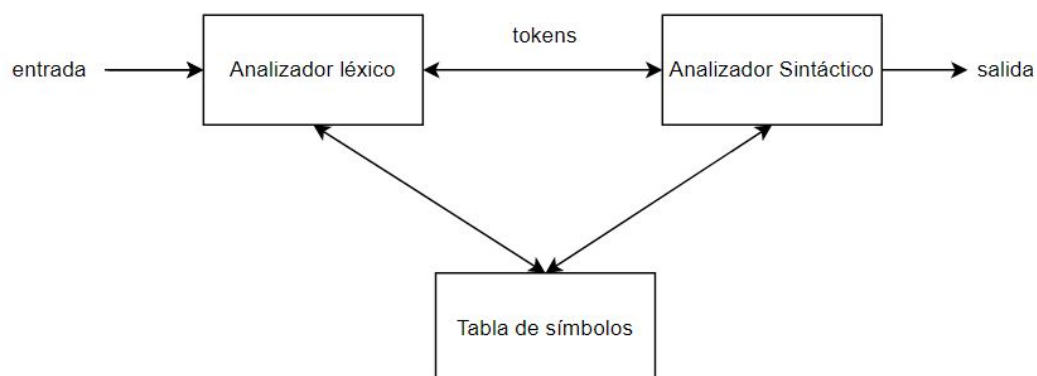 tokens
entrada
Analizador léxico
Analizador Sintáctico
salida
Tabla de símbolos